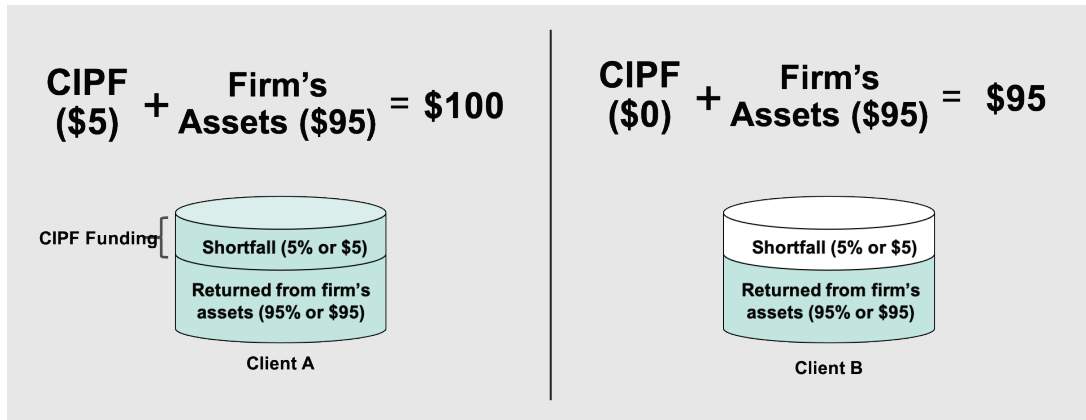 CIPF
($5)
+
Firm's
Assets ($95)
= $100
CIPF Funding
Shortfall (5% or $5)
Returned from firm's
assets (95% or $95)
Client A
CIPF
($0)
+
Firm's
Assets ($95)
= $95
Shortfall (5% or $5)
Returned from firm's
assets (95% or $95)
Client B